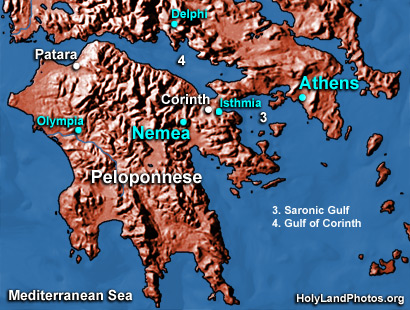 Delphi
Patara
4
Athens
Corinth
Isthmia
3
Olympia
Nemea
Peloponnese
3. Saronic Gulf
4. Gulf of Corinth
Mediterranean Sea
HolyLandPhotos.org